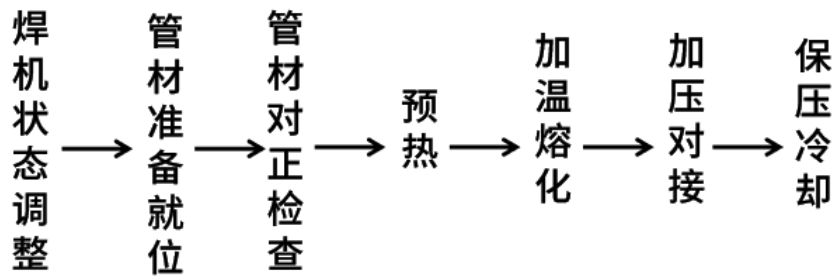 焊机状态调整
管材准备就位
管材对正检查
预热
加温熔化
加压对接
保压冷却